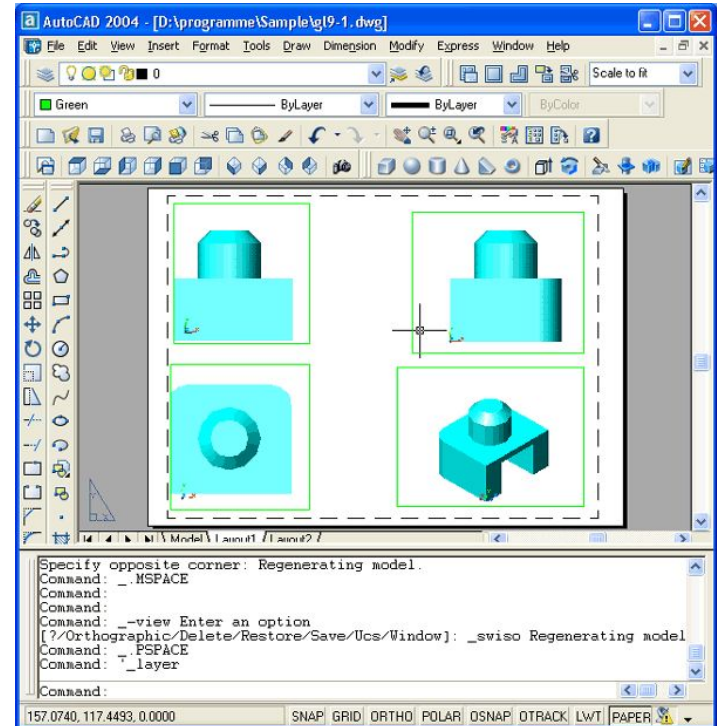 AutoCAD 2004 - [D:\programme\Sample\gl9-1.dwg]
File Edit View Insert Format Tools Draw Dimension Modify Express Window Help
0 Scale to fit
Green ByLayer ByLayer ByColor
Model Layout1 Layout2
Specify opposite corner: Regenerating model.
Command: _.MSPACE
Command:
Command:
Command: _-view Enter an option
[?/Orthographic/Delete/Restore/Save/Ucs/Window]: _swiso Regenerating model
Command: _.PSPACE
Command: '_layer
Command:
157.0740, 117.4493, 0.0000 SNAP GRID ORTHO POLAR OSNAP OTRACK LWT PAPER